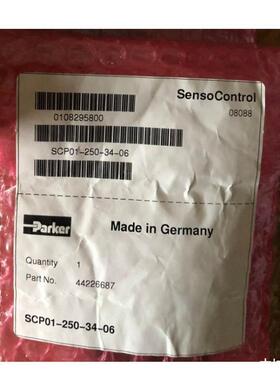 SensoControl
08088
0108295800
SCP01-250-34-06
Parker
Made in Germany
Quantity 1
Part No. 44226687
SCP01-250-34-06